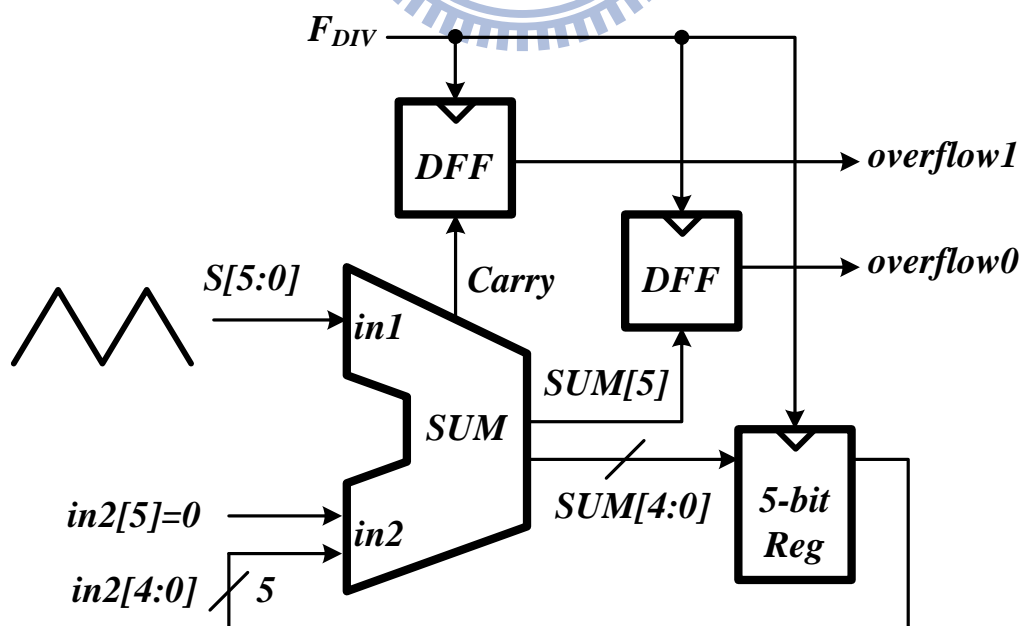 F_DIV
DFF
overflow1
DFF
overflow0
S[5:0]
Carry
in1
SUM[5]
SUM
SUM[4:0]
in2[5]=0
in2
in2[4:0]
5
5-bit
Reg